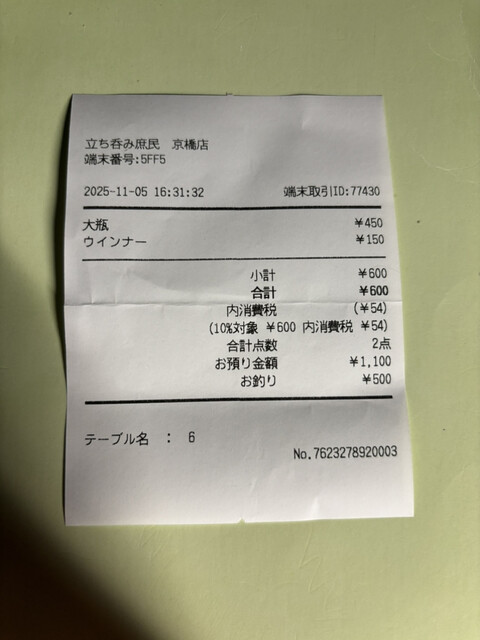 立ち呑み庶民 京橋店
端末番号:5FF5
2025-11-05 16:31:32 端末取引ID:77430
大瓶 ¥450
ウインナー ¥150
小計 ¥600
合計 ¥600
内消費税 (¥54)
(10%対象 ¥600 内消費税 ¥54)
合計点数 2点
お預り金額 ¥1,100
お釣り ¥500
テーブル名 : 6
No.7623278920003